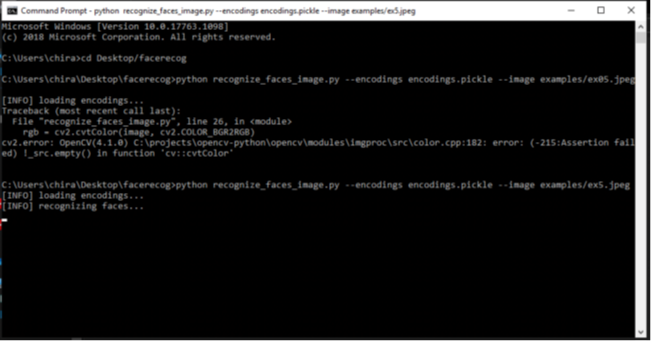 Command Prompt - python recognize_faces_image.py --encodings encodings.pickle --image examples/ex5.jpeg
Microsoft Windows [Version 10.0.17763.1098]
(c) 2018 Microsoft Corporation. All rights reserved.
C:\Users\chira>cd Desktop/facerecog
C:\Users\chira\Desktop\facerecog>python recognize_faces_image.py --encodings encodings.pickle --image examples/ex05.jpeg
[INFO] loading encodings...
Traceback (most recent call last):
File "recognize_faces_image.py", line 26, in <module>
rgb = cv2.cvtColor(image, cv2.COLOR_BGR2RGB)
cv2.error: OpenCV(4.1.0) C:\projects\opencv-python\opencv\modules\imgproc\src\color.cpp:182: error: (-215:Assertion fail
ed) !_src.empty() in function 'cv::cvtColor'
C:\Users\chira\Desktop\facerecog>python recognize_faces_image.py --encodings encodings.pickle --image examples/ex5.jpeg
[INFO] loading encodings...
[INFO] recognizing faces...